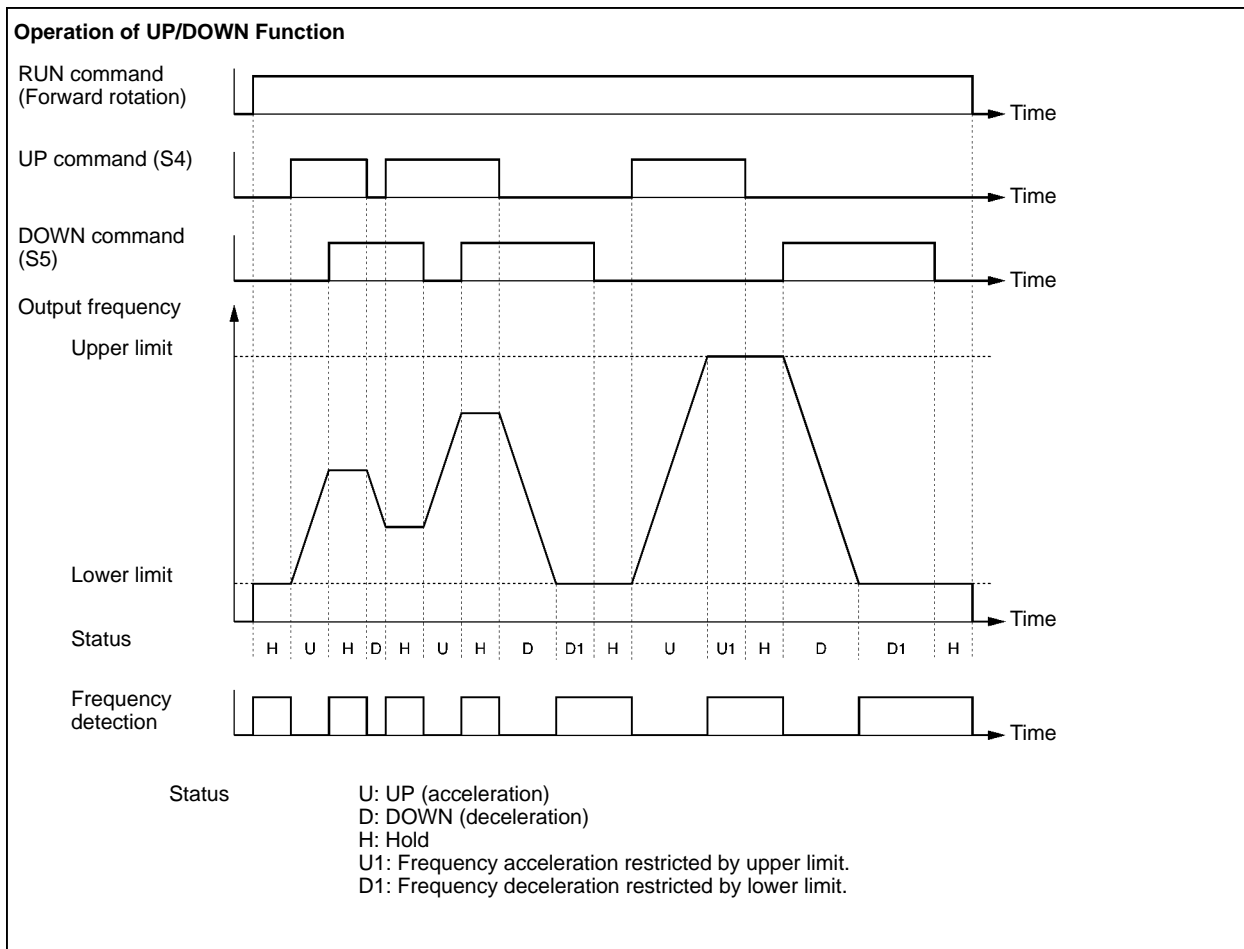 Operation of UP/DOWN Function
RUN command
(Forward rotation)
Time
UP command (S4)
Time
DOWN command
(S5)
Time
Output frequency
Upper limit
Lower limit
Time
Status
H U H D H U H D D1 H U U1 H D D1 H
Frequency
detection
Time
Status
U: UP (acceleration)
D: DOWN (deceleration)
H: Hold
U1: Frequency acceleration restricted by upper limit.
D1: Frequency deceleration restricted by lower limit.